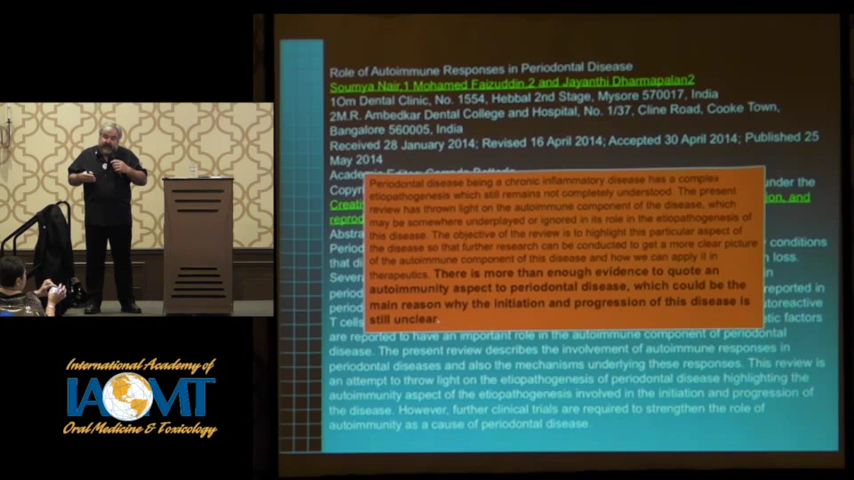 Role of Autoimmune Responses in Periodontal Disease
Soumya Nair,1 Mohamed Faizuddin,2 and Jayanthi Dharmapalan2
1Om Dental Clinic, No. 1554, Hebbal 2nd Stage, Mysore 570017, India
2M.R. Ambedkar Dental College and Hospital, No. 1/37, Cline Road, Cooke Town,
Bangalore 560005, India
Received 28 January 2014; Revised 16 April 2014; Accepted 30 April 2014; Published 25
May 2014
Periodontal disease being a chronic inflammatory disease has a complex
etiopathogenesis which still remains not completely understood. The present
review has thrown light on the autoimmune component of the disease, which
may be somewhere underplayed or ignored in its role in the etiopathogenesis of
this disease. The objective of the review is to highlight this particular aspect of
the disease so that further research can be conducted to get a more clear picture
of the autoimmune component of this disease and how we can apply it in
therapeutics. There is more than enough evidence to quote an
autoimmunity aspect to periodontal disease, which could be the
main reason why the initiation and progression of this disease is
still unclear.
under the
and
conditions
that
loss.
in
reported in
T cells
factors
are reported to have an important role in the autoimmune component of periodontal
disease. The present review describes the involvement of autoimmune responses in
periodontal diseases and also the mechanisms underlying these responses. This review is
an attempt to throw light on the etiopathogenesis of periodontal disease highlighting the
autoimmunity aspect of the etiopathogenesis involved in the initiation and progression of
the disease. However, further clinical trials are required to strengthen the role of
autoimmunity as a cause of periodontal disease.
International Academy of
IAOMT
Oral Medicine & Toxicology